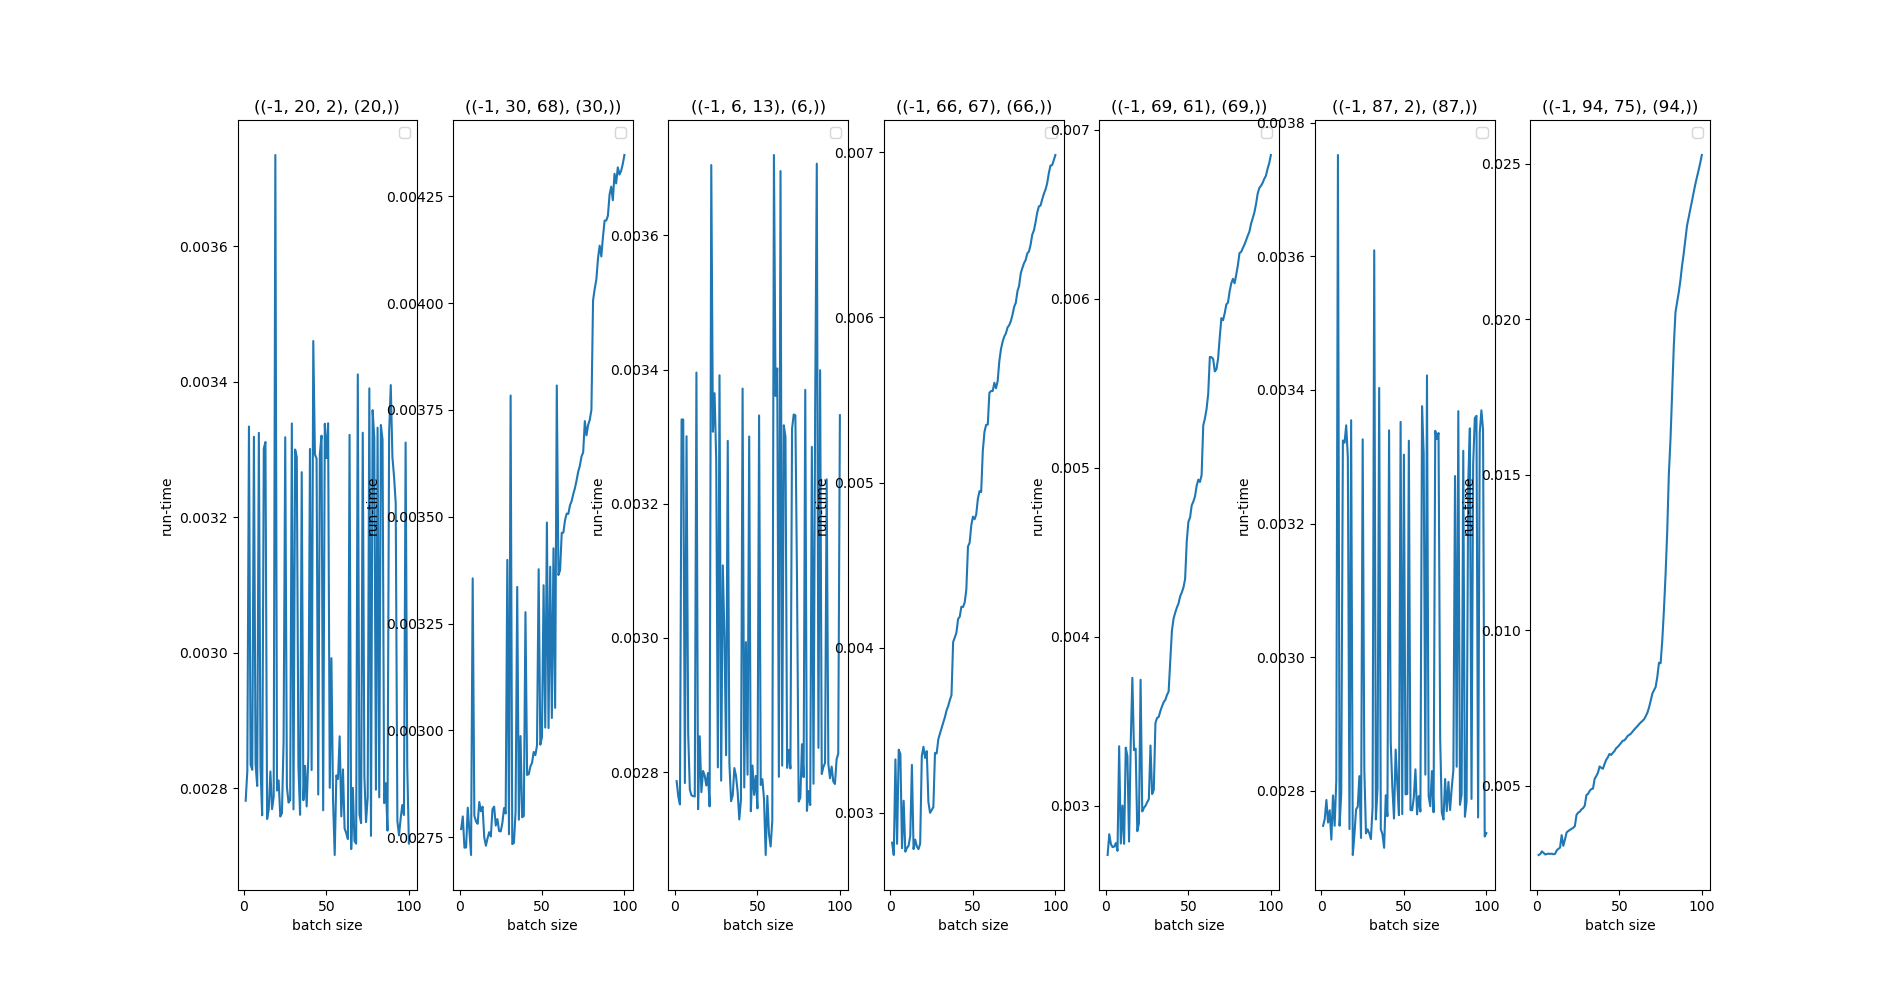 ((-1, 20, 2), (20,))
0.0036
0.0034
0.0032
0.0030
0.0028
run-time
0 50 100
batch size
((-1, 30, 68), (30,))
0.00425
0.00400
0.00375
0.00350
0.00325
0.00300
0.00275
run-time
0 50 100
batch size
((-1, 6, 13), (6,))
0.0036
0.0034
0.0032
0.0030
0.0028
run-time
0 50 100
batch size
((-1, 66, 67), (66,))
0.007
0.006
0.005
0.004
0.003
run-time
0 50 100
batch size
((-1, 69, 61), (69,))
0.007
0.006
0.005
0.004
0.003
run-time
0 50 100
batch size
((-1, 87, 2), (87,))
0.0038
0.0036
0.0034
0.0032
0.0030
0.0028
run-time
0 50 100
batch size
((-1, 94, 75), (94,))
0.025
0.020
0.015
0.010
0.005
run-time
0 50 100
batch size